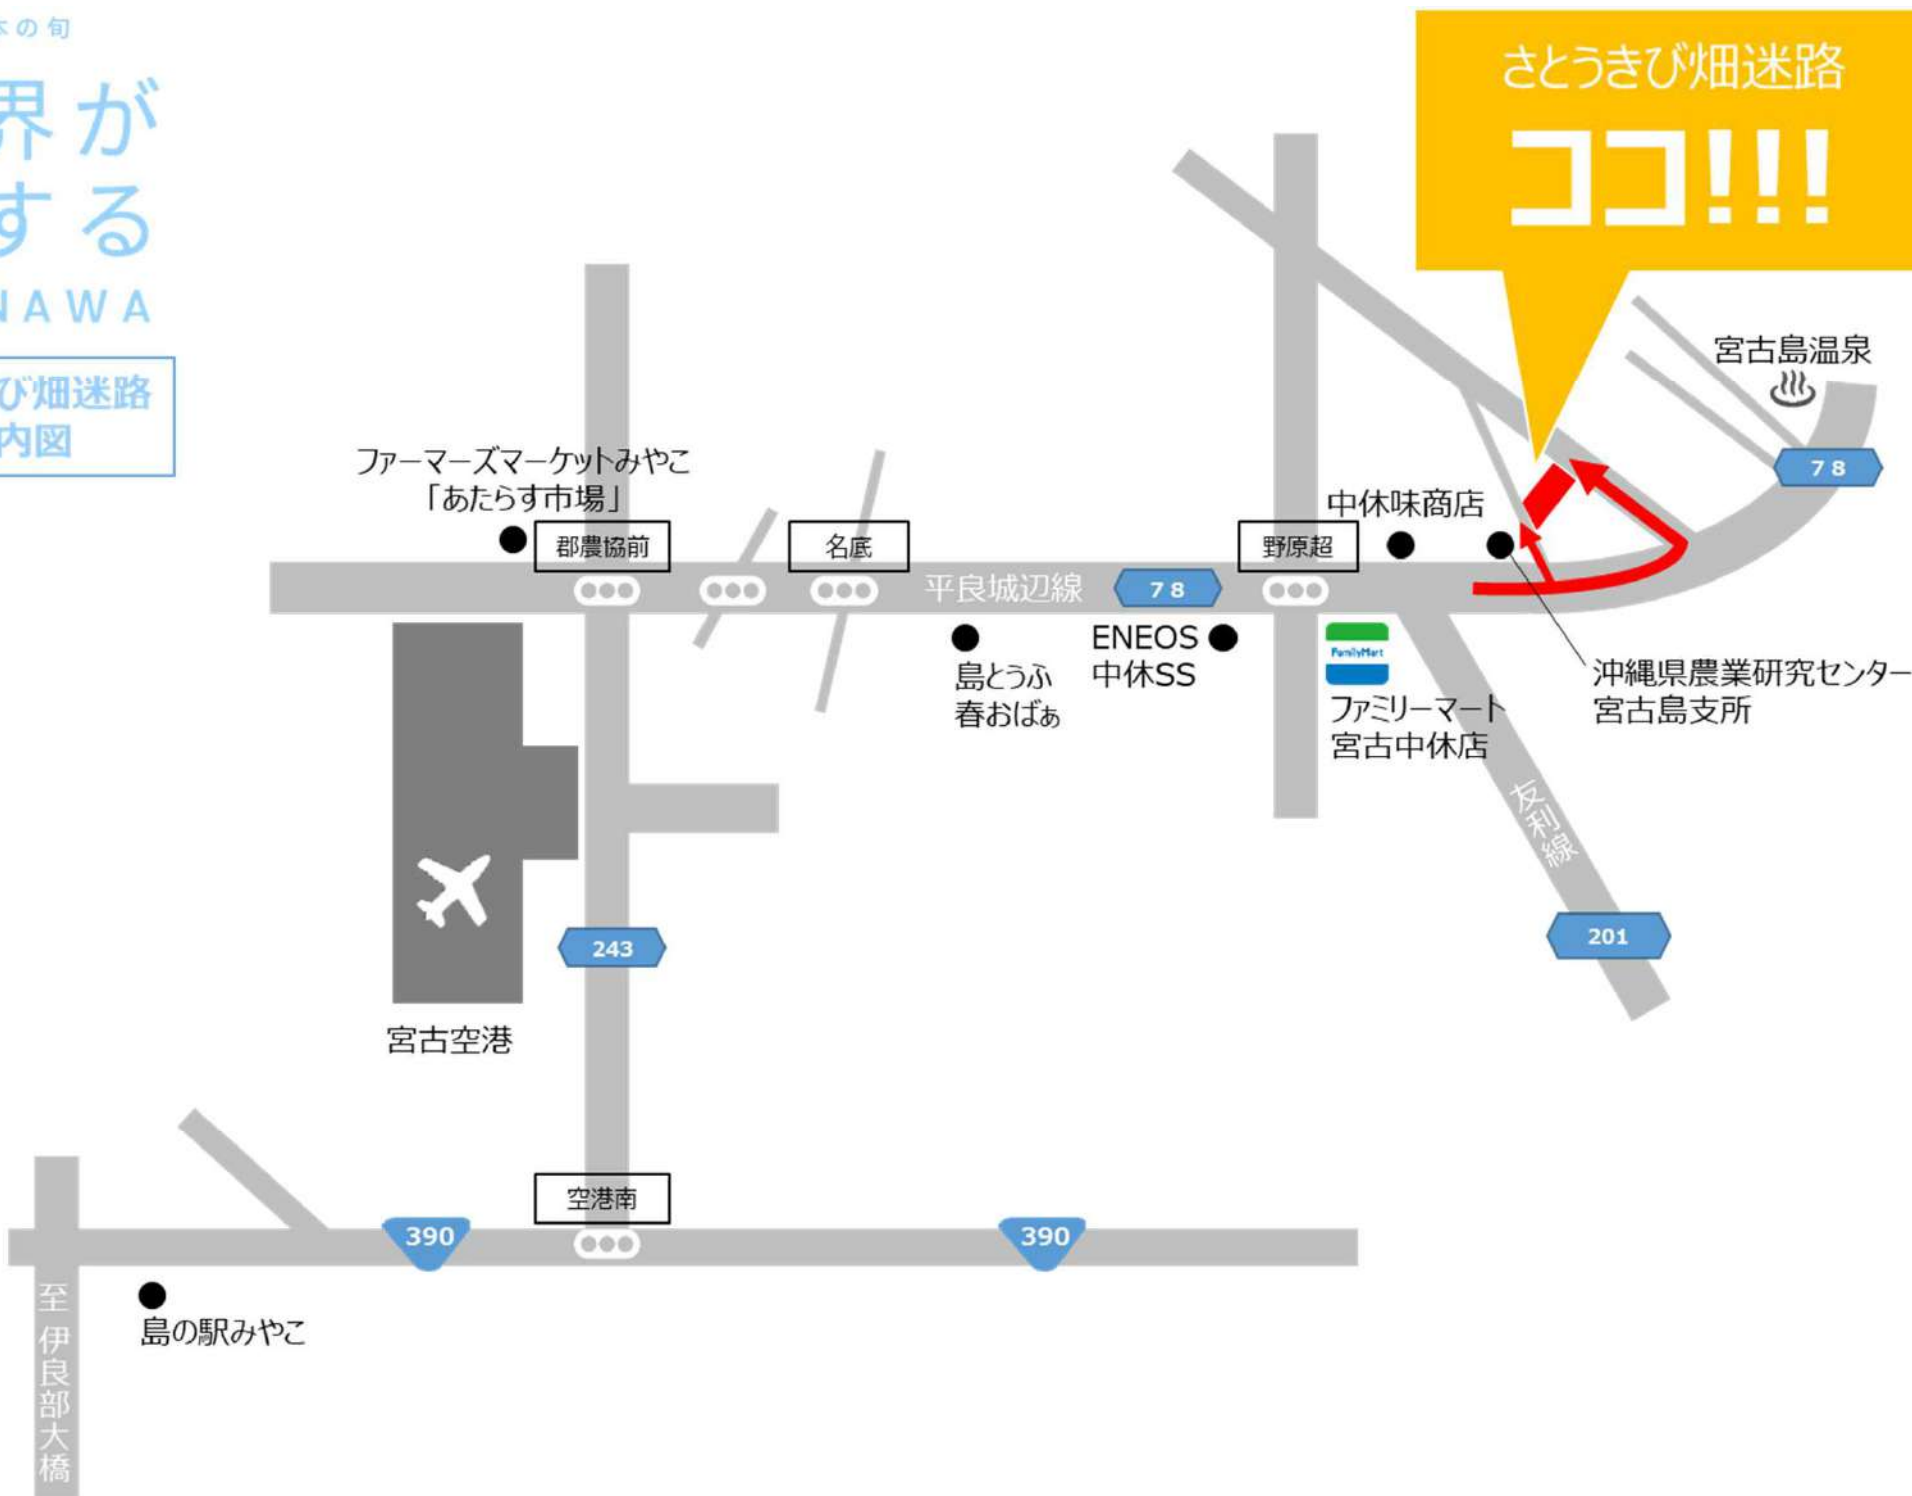 本の旬
界が
する
NAWA
び畑迷路
内図
さとうきび畑迷路
ココ!!!
宮古島温泉
78
ファーマーズマーケットみやこ
「あたらす市場」
郡農協前
名底
平良城辺線
78
野原超
中休味商店
島とうふ
春おばぁ
ENEOS
中休SS
FamilyMart
ファミリーマート
宮古中休店
沖縄県農業研究センター
宮古島支所
友利線
201
243
宮古空港
空港南
390
390
島の駅みやこ
至 伊良部大橋